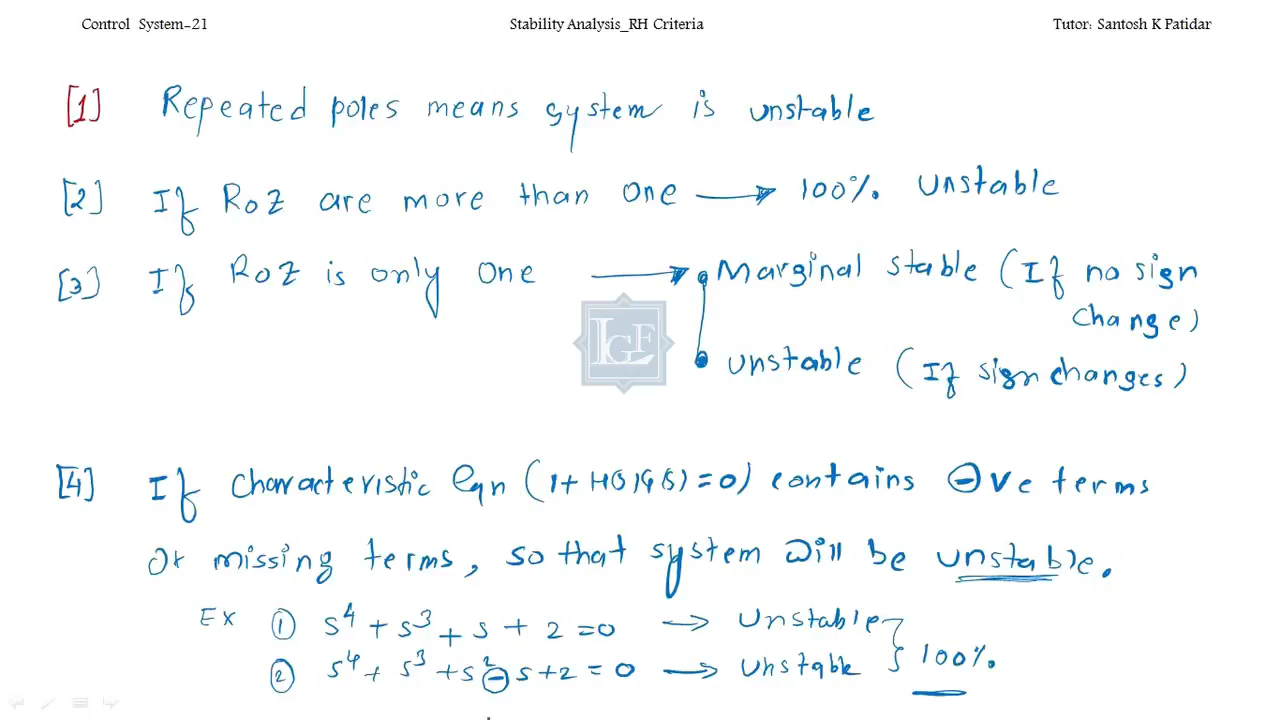 Control System-21 Stability Analysis_RH Criteria Tutor: Santosh K Patidar
[1] Repeated poles means system is unstable
[2] If ROZ are more than one → 100%. Unstable
[3] If ROZ is only one → Marginal stable (If no sign
change)
LGF
unstable (If sign changes)
[4] If characteristic Eqn (1+H(S)G(S)=0) contains ⊖ve terms
Or missing terms, so that system will be unstable.
EX ① s⁴ + s³ + s + 2 = 0 → Unstable
② s⁴ + s³ + s² - s + 2 = 0 → Unstable } 100%.